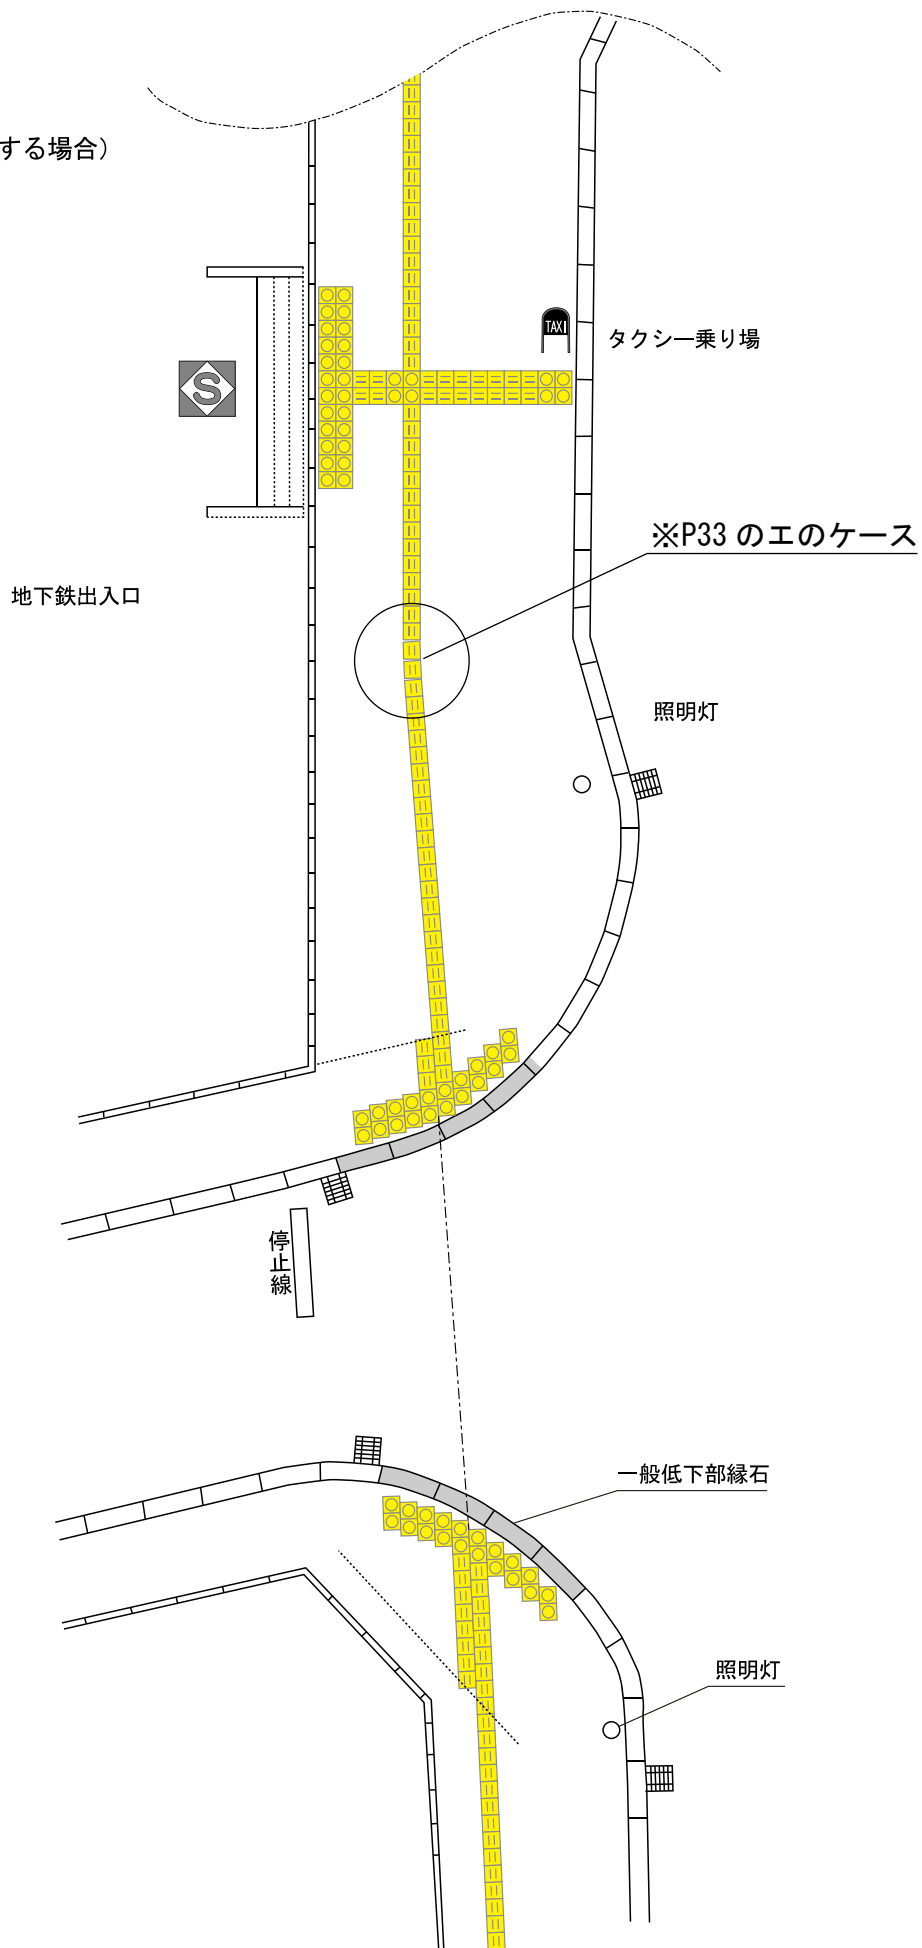 する場合）
TAXI
タクシー乗り場
S
※P33 のエのケース
地下鉄出入口
照明灯
停止線
一般低下部縁石
照明灯